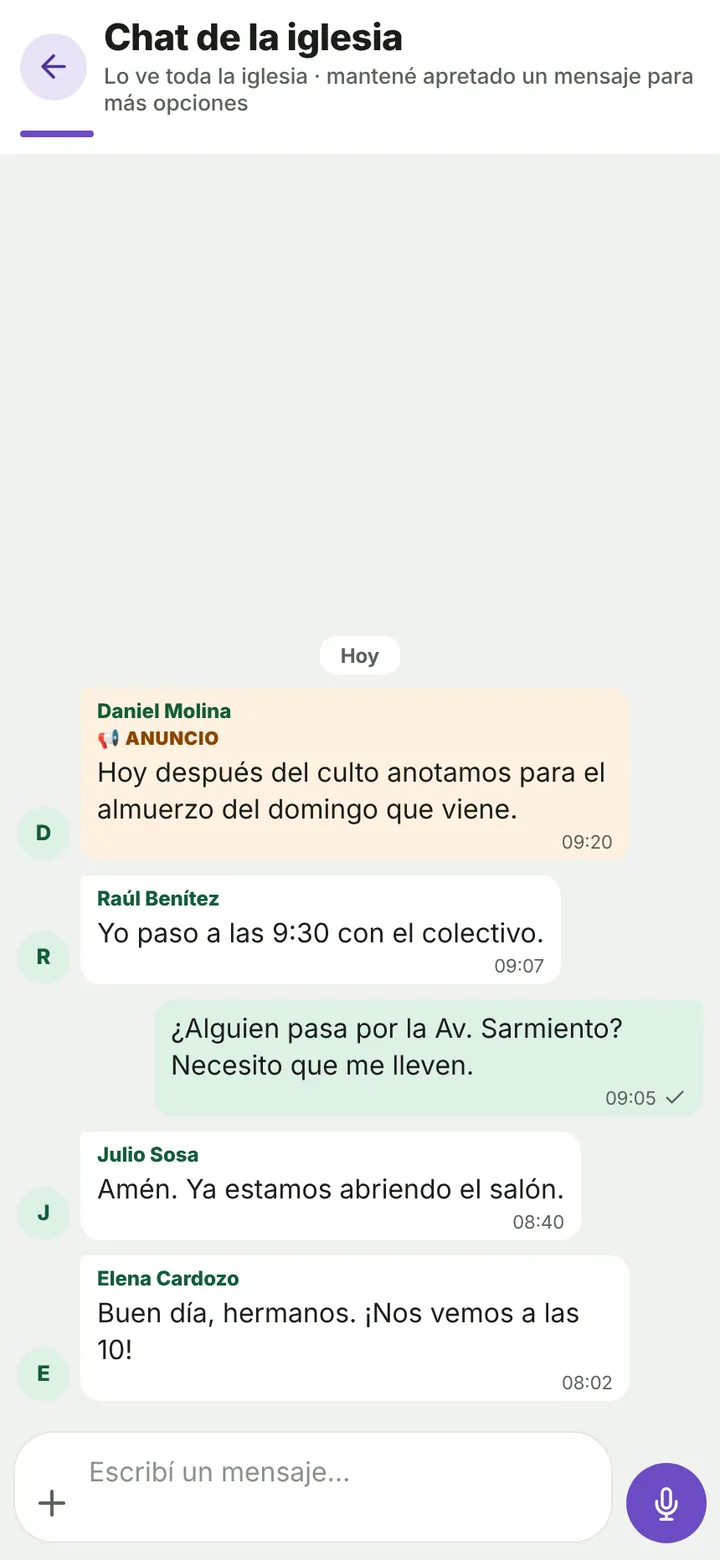 Chat de la iglesia
Lo ve toda la iglesia · mantené apretado un mensaje para
más opciones
Hoy
Daniel Molina
📢 ANUNCIO
Hoy después del culto anotamos para el
almuerzo del domingo que viene.
D
09:20
Raúl Benítez
Yo paso a las 9:30 con el colectivo.
R
09:07
¿Alguien pasa por la Av. Sarmiento?
Necesito que me lleven.
09:05
Julio Sosa
Amén. Ya estamos abriendo el salón.
J
08:40
Elena Cardozo
Buen día, hermanos. ¡Nos vemos a las
10!
E
08:02
Escribí un mensaje...